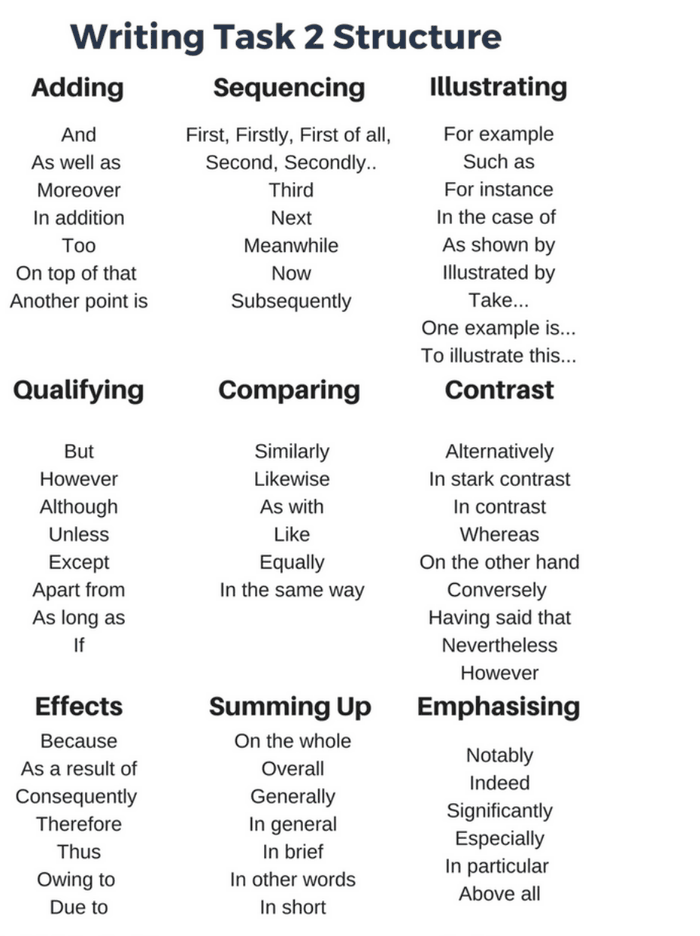 Writing Task 2 Structure
Adding
And
As well as
Moreover
In addition
Too
On top of that
Another point is
Sequencing
First, Firstly, First of all,
Second, Secondly..
Third
Next
Meanwhile
Now
Subsequently
Illustrating
For example
Such as
For instance
In the case of
As shown by
Illustrated by
Take...
One example is...
To illustrate this...
Qualifying
But
However
Although
Unless
Except
Apart from
As long as
If
Comparing
Similarly
Likewise
As with
Like
Equally
In the same way
Contrast
Alternatively
In stark contrast
In contrast
Whereas
On the other hand
Conversely
Having said that
Nevertheless
However
Effects
Because
As a result of
Consequently
Therefore
Thus
Owing to
Due to
Summing Up
On the whole
Overall
Generally
In general
In brief
In other words
In short
Emphasising
Notably
Indeed
Significantly
Especially
In particular
Above all